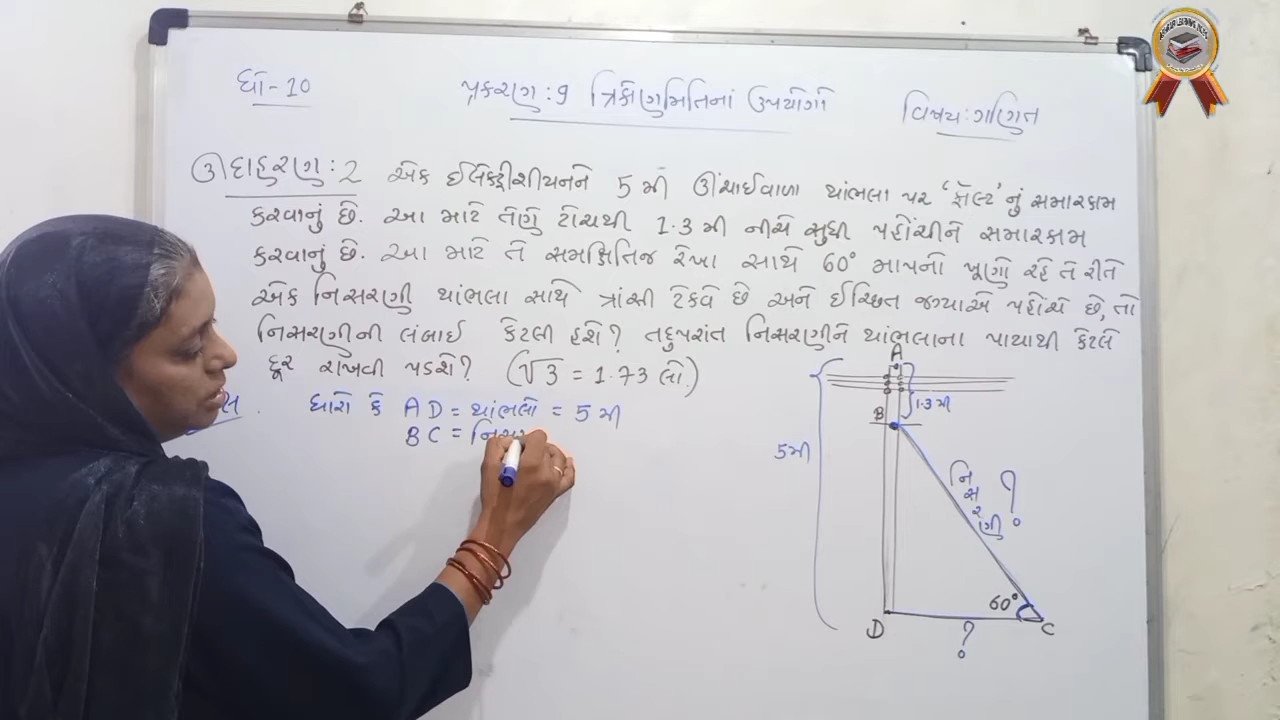 ધો-10
પ્રકરણ:9 ત્રિકોણમિતિનાં ઉપયોગો
વિષય:ગણિત
ઉદાહરણ:2 એક ઈલેક્ટ્રીશીયનને 5 મી ઊંચાઈવાળા થાંભલા પર 'ફોલ્ટ'નું સમારકામ
કરવાનું છે. આ માટે તેણે ટોચથી 1.3 મી નીચે સુધી પહોંચીને સમારકામ
કરવાનું છે. આ માટે તે સમક્ષિતિજ રેખા સાથે 60° માપનો ખૂણો રહે તે રીતે
એક નિસરણી થાંભલા સાથે ત્રાંસી ટેકવે છે અને ઈચ્છિત જગ્યાએ પહોંચે છે, તો
નિસરણીની લંબાઈ કેટલી હશે? તદુપરાંત નિસરણીને થાંભલાના પાયાથી કેટલે
દૂર રાખવી પડશે? (√3 = 1.73 લો.)
ધારો કે AD = થાંભલો = 5 મી
BC = નિસ
A
1.3 મી
B
5મી
નિસરણી ?
60°
D
?
C